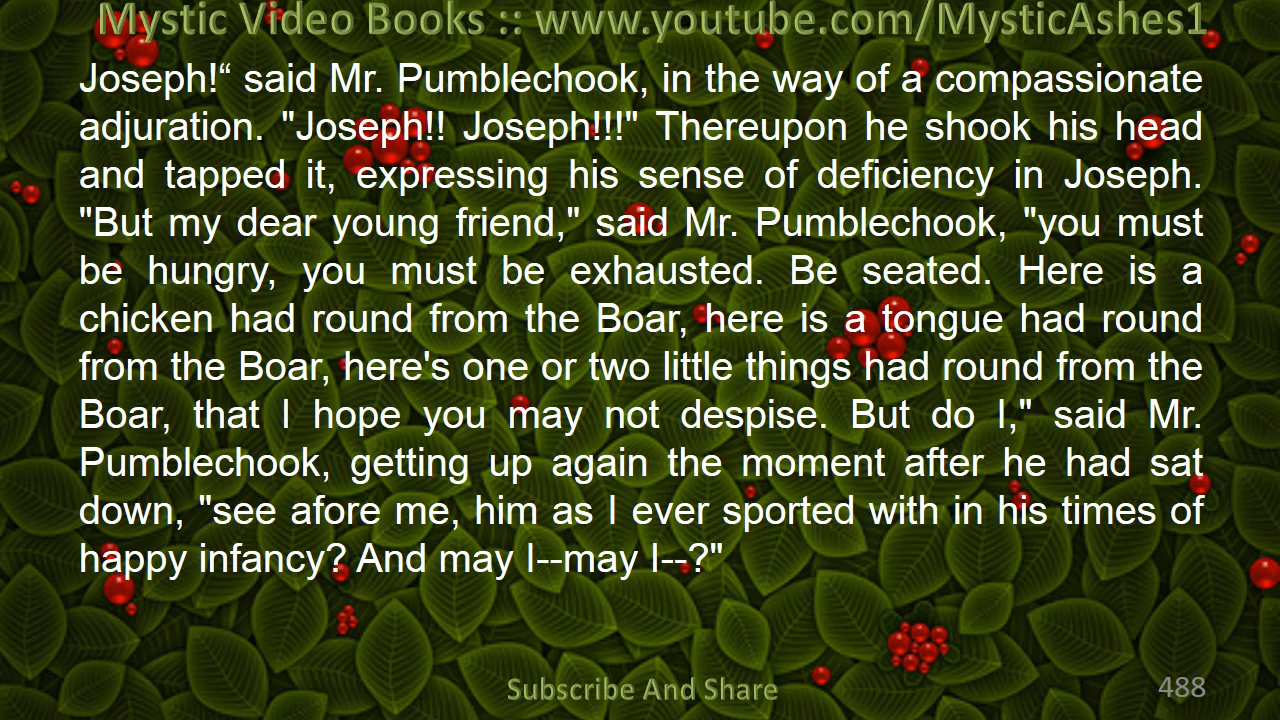 Mystic Video Books :: www.youtube.com/MysticAshes1
Joseph!“ said Mr. Pumblechook, in the way of a compassionate
adjuration. "Joseph!! Joseph!!!" Thereupon he shook his head
and tapped it, expressing his sense of deficiency in Joseph.
"But my dear young friend," said Mr. Pumblechook, "you must
be hungry, you must be exhausted. Be seated. Here is a
chicken had round from the Boar, here is a tongue had round
from the Boar, here's one or two little things had round from the
Boar, that I hope you may not despise. But do I," said Mr.
Pumblechook, getting up again the moment after he had sat
down, "see afore me, him as I ever sported with in his times of
happy infancy? And may I--may I--?"
Subscribe And Share
488